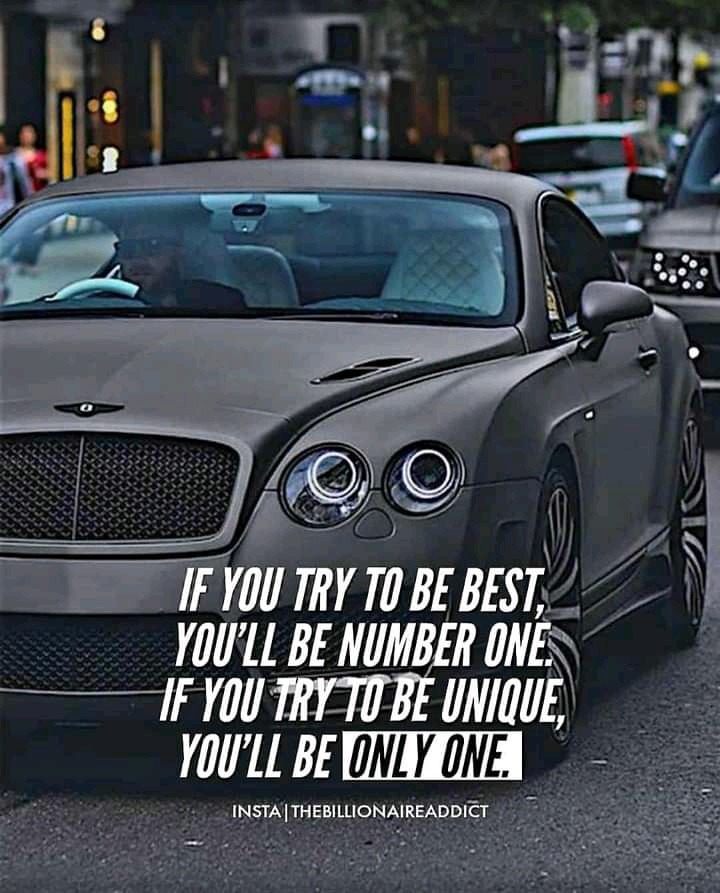 IF YOU TRY TO BE BEST,
YOU'LL BE NUMBER ONE.
IF YOU TRY TO BE UNIQUE,
YOU'LL BE ONLY ONE.
INSTA|THEBILLIONAIREADDICT